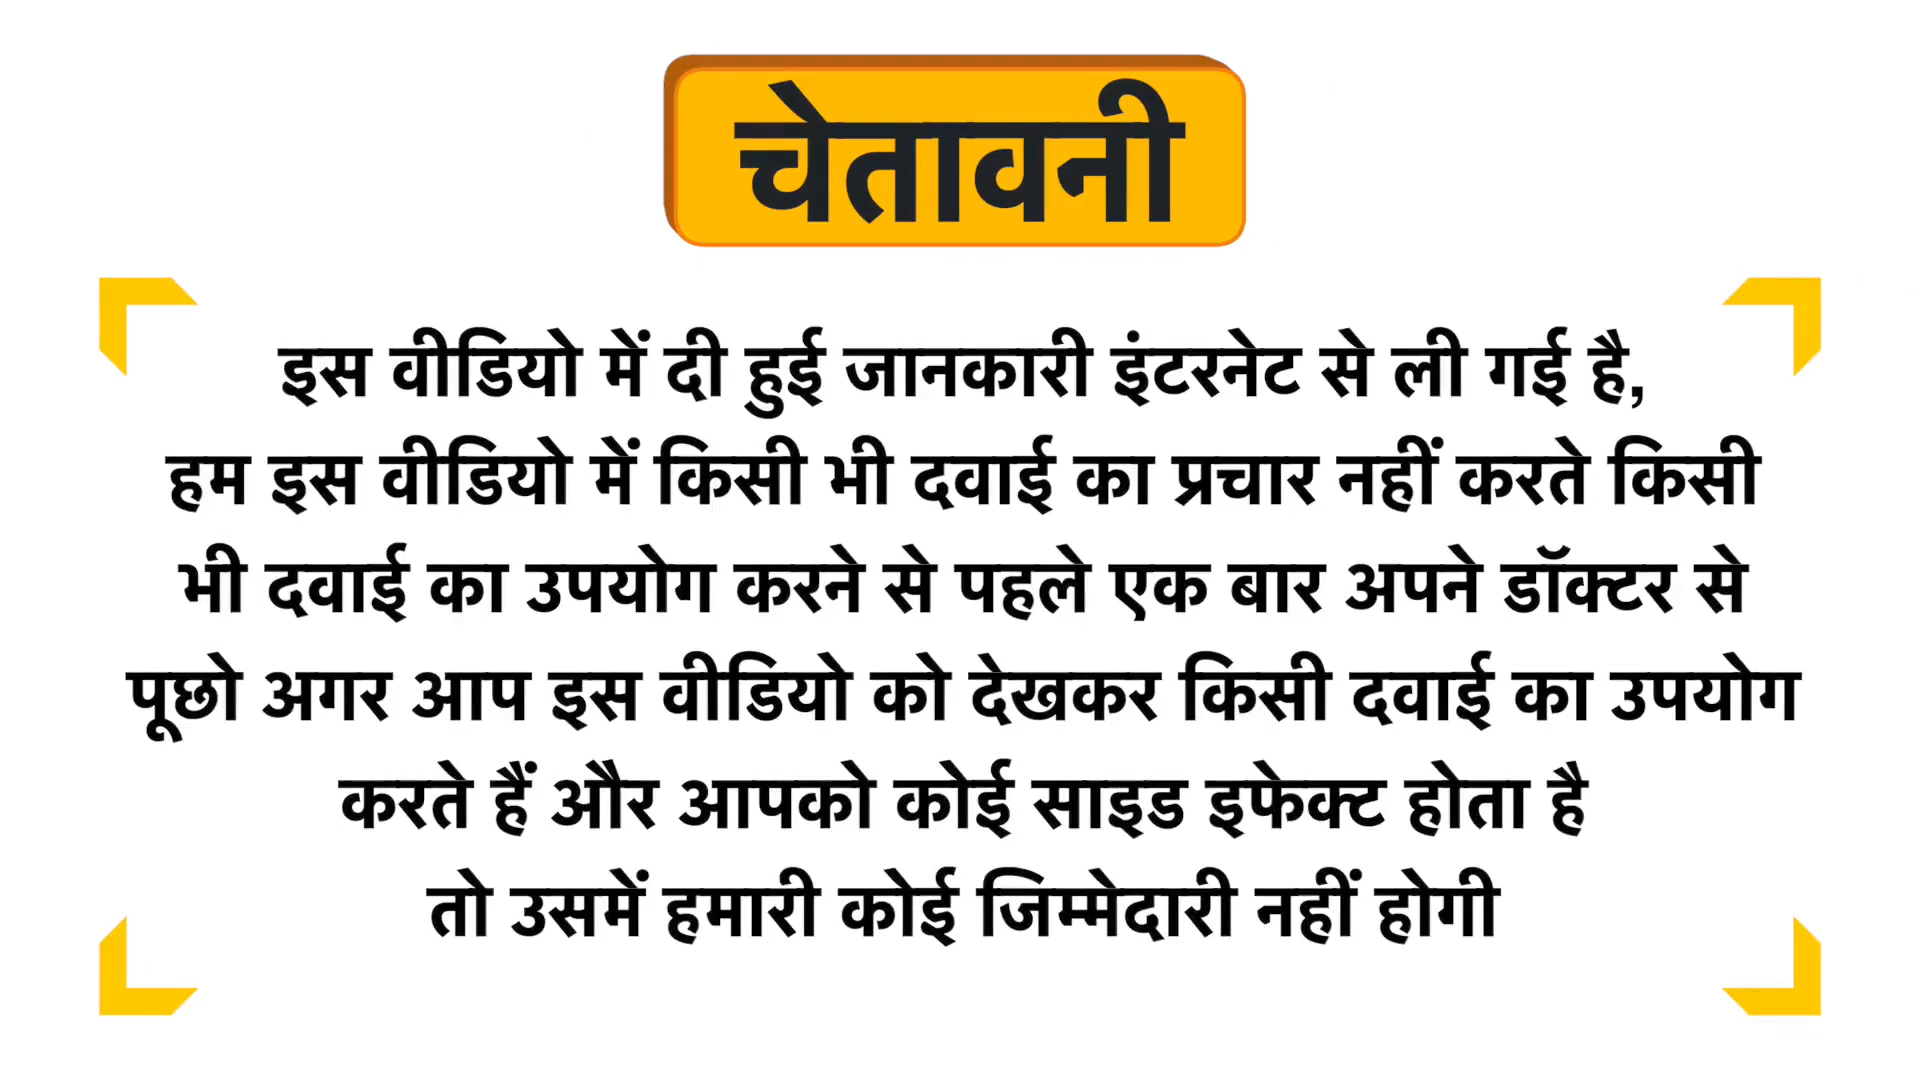 चेतावनी
इस वीडियो में दी हुई जानकारी इंटरनेट से ली गई है,
हम इस वीडियो में किसी भी दवाई का प्रचार नहीं करते किसी
भी दवाई का उपयोग करने से पहले एक बार अपने डॉक्टर से
पूछो अगर आप इस वीडियो को देखकर किसी दवाई का उपयोग
करते हैं और आपको कोई साइड इफेक्ट होता है
तो उसमें हमारी कोई जिम्मेदारी नहीं होगी